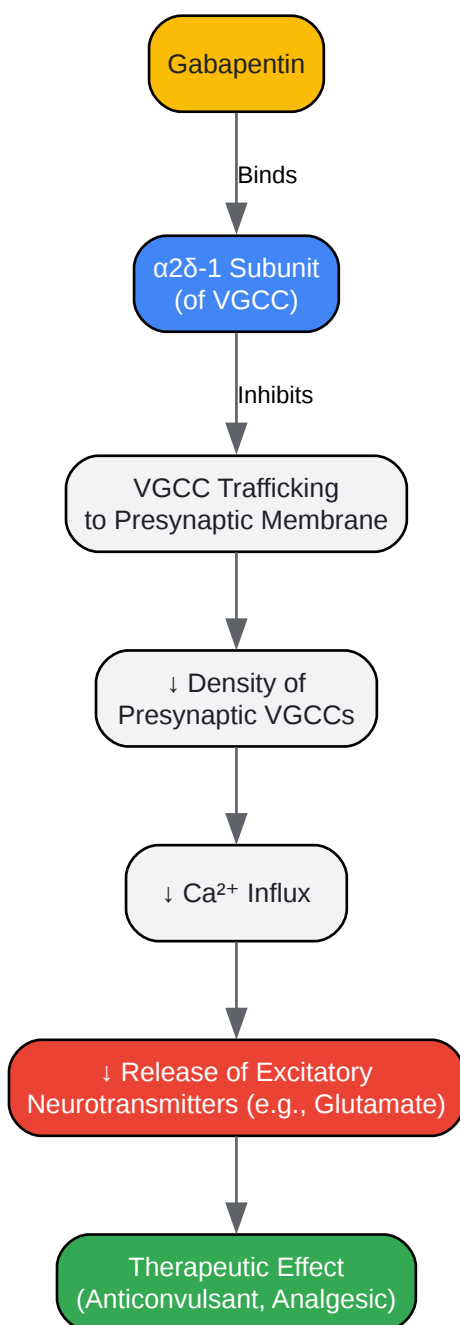 Gabapentin
Binds
α2δ-1 Subunit
(of VGCC)
Inhibits
VGCC Trafficking
to Presynaptic Membrane
↓ Density of
Presynaptic VGCCs
↓ Ca²⁺ Influx
↓ Release of Excitatory
Neurotransmitters (e.g., Glutamate)
Therapeutic Effect
(Anticonvulsant, Analgesic)